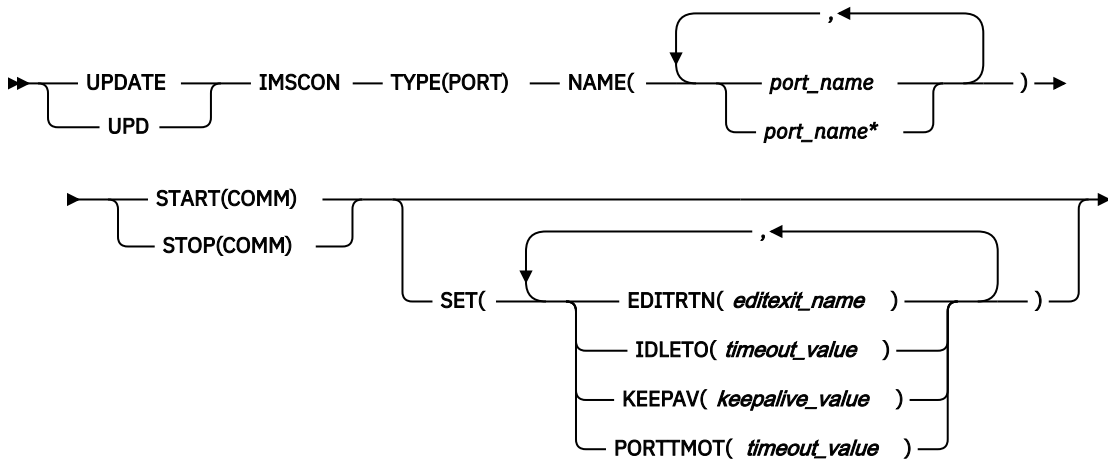 ,
UPDATE IMSCON TYPE(PORT) NAME( port_name )
UPD port_name*
START(COMM)
STOP(COMM)
,
SET( EDITRTN( editexit_name ) )
IDLETO( timeout_value )
KEEPAV( keepalive_value )
PORTTMOT( timeout_value )